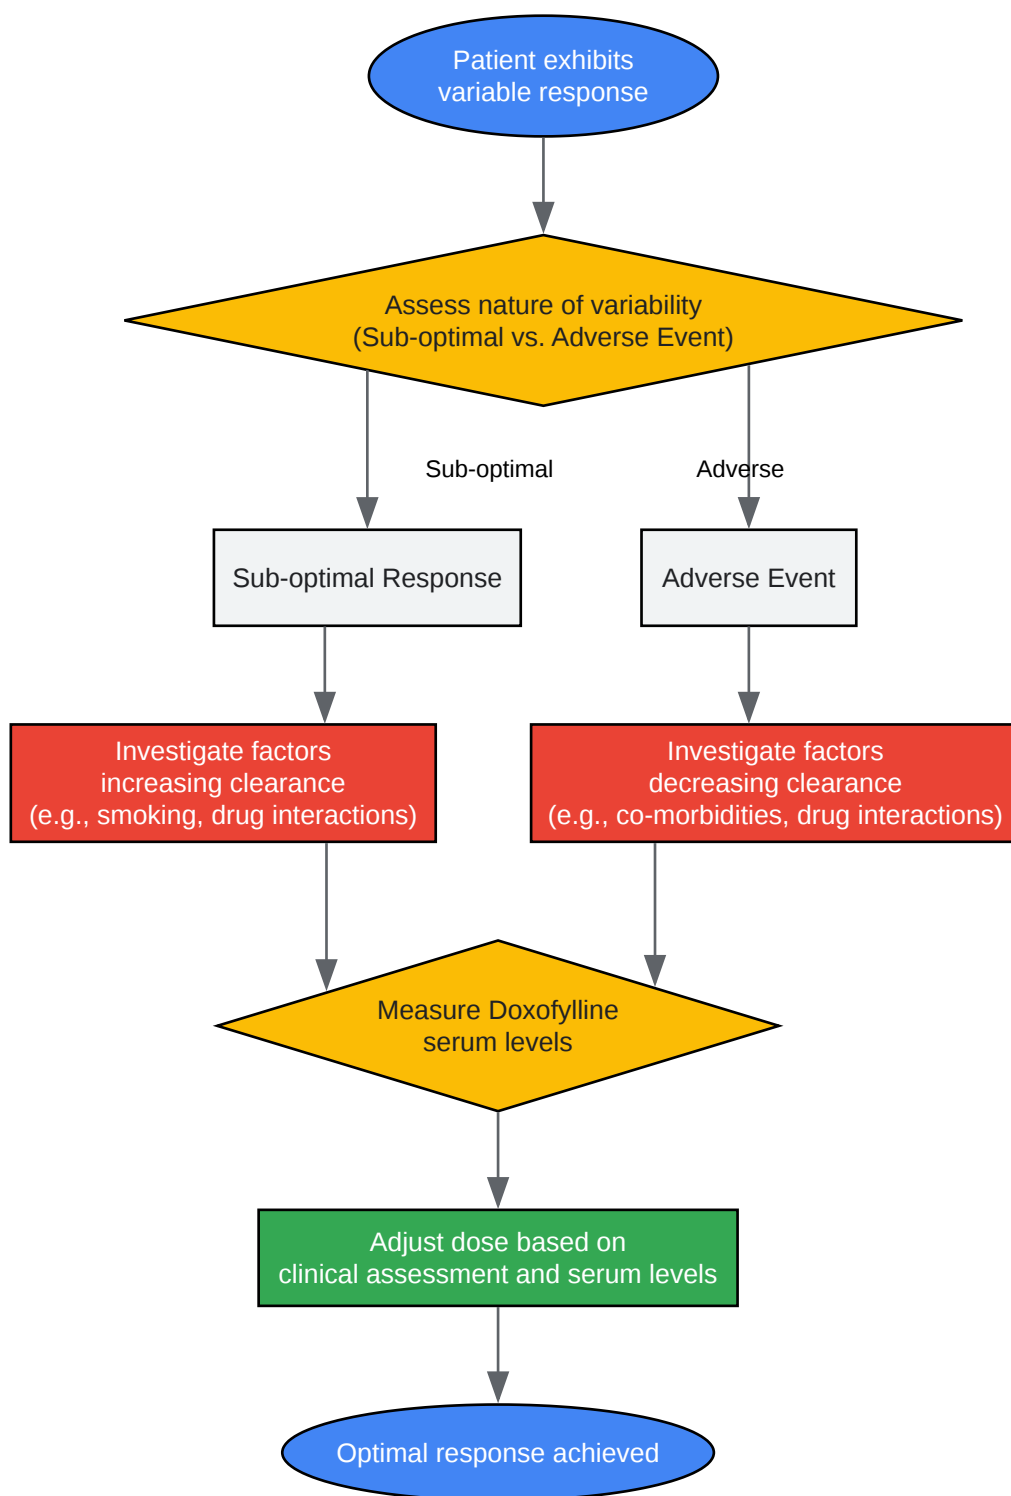 Patient exhibits
variable response
Assess nature of variability
(Sub-optimal vs. Adverse Event)
Sub-optimal
Adverse
Sub-optimal Response
Adverse Event
Investigate factors
increasing clearance
(e.g., smoking, drug interactions)
Investigate factors
decreasing clearance
(e.g., co-morbidities, drug interactions)
Measure Doxofylline
serum levels
Adjust dose based on
clinical assessment and serum levels
Optimal response achieved